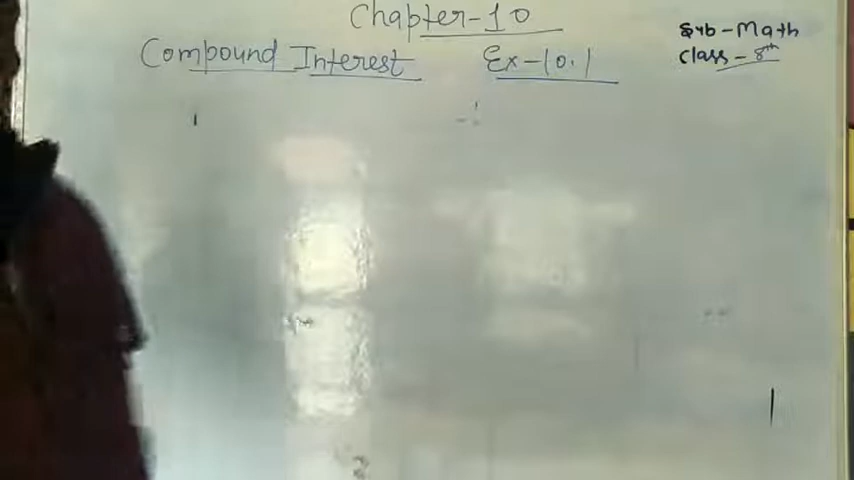 Chapter-10
Sub-Math
Compound Interest Ex-10.1
Class-8th